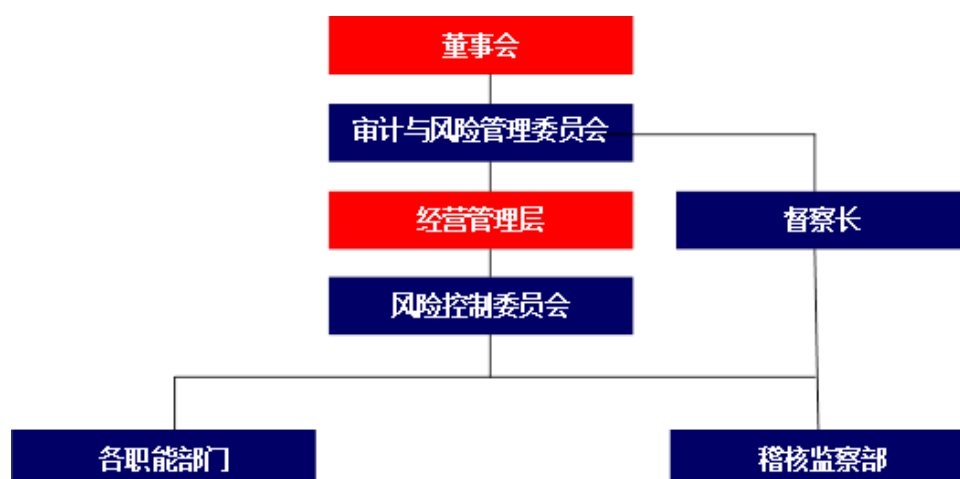 董事会
审计与风险管理委员会
经营管理层
督察长
风险控制委员会
各职能部门
稽核监察部